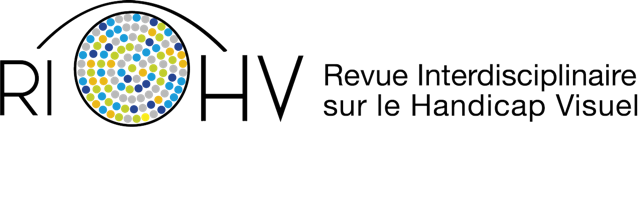 RI HV
Revue Interdisciplinaire
sur le Handicap Visuel